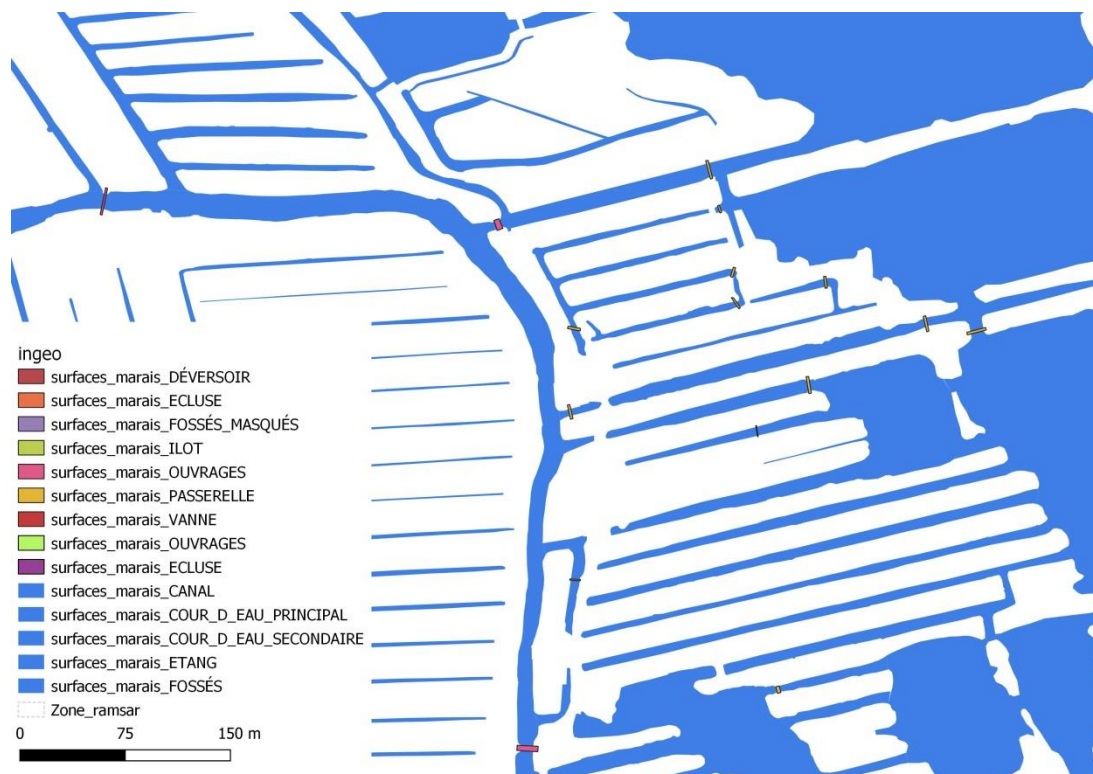 ingeo
surfaces_marais_DÉVERSOIR
surfaces_marais_ECLUSE
surfaces_marais_FOSSÉS_MASQUÉS
surfaces_marais_ILOT
surfaces_marais_OUVRAGES
surfaces_marais_PASSERELLE
surfaces_marais_VANNE
surfaces_marais_OUVRAGES
surfaces_marais_ECLUSE
surfaces_marais_CANAL
surfaces_marais_COUR_D_EAU_PRINCIPAL
surfaces_marais_COUR_D_EAU_SECONDAIRE
surfaces_marais_ETANG
surfaces_marais_FOSSÉS
Zone_ramsar
0 75 150 m